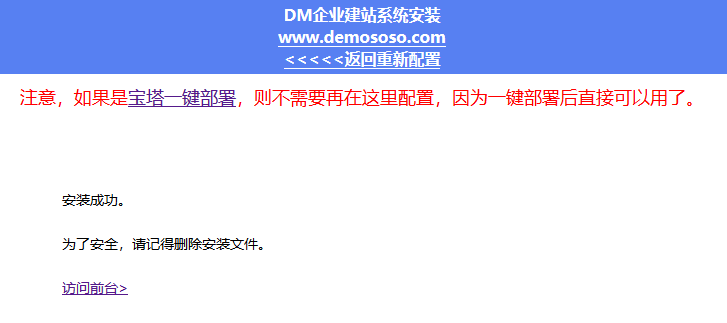 DM企业建站系统安装
www.demososo.com
<<<<<返回重新配置
注意，如果是宝塔一键部署，则不需要再在这里配置，因为一键部署后直接可以用了。
安装成功。
为了安全，请记得删除安装文件。
访问前台>